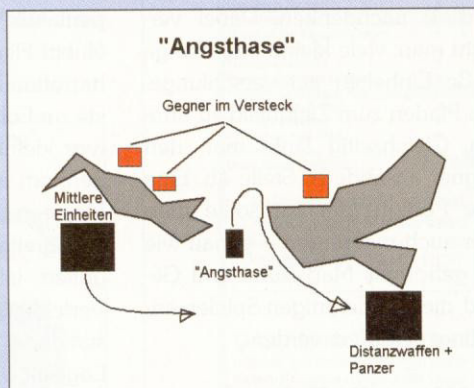 "Angsthase"
Gegner im Versteck
Mittlere
Einheiten
"Angsthase"
Distanzwaffen +
Panzer